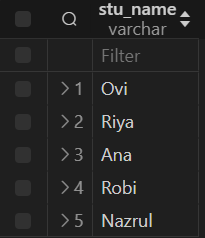 stu_name
varchar
Filter
1 Ovi
2 Riya
3 Ana
4 Robi
5 Nazrul